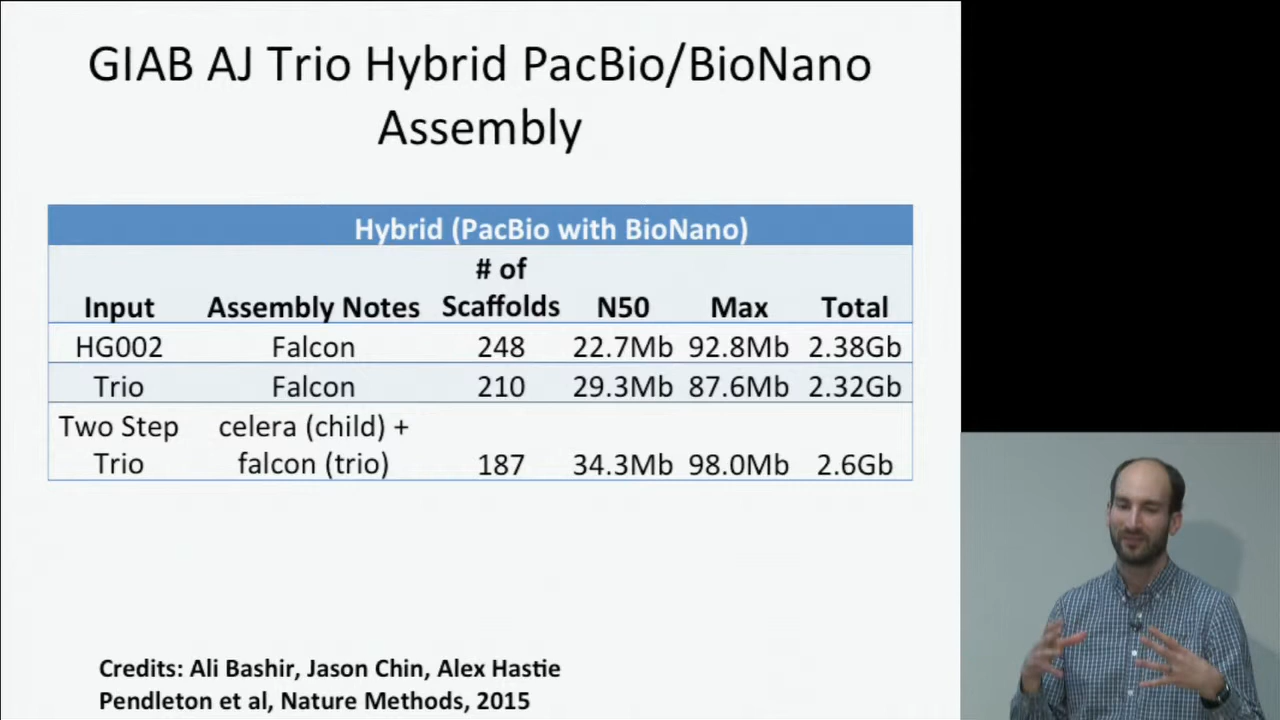 GIAB AJ Trio Hybrid PacBio/BioNano
Assembly
Hybrid (PacBio with BioNano)
# of
Input Assembly Notes Scaffolds N50 Max Total
HG002 Falcon 248 22.7Mb 92.8Mb 2.38Gb
Trio Falcon 210 29.3Mb 87.6Mb 2.32Gb
Two Step celera (child) +
Trio falcon (trio) 187 34.3Mb 98.0Mb 2.6Gb
Credits: Ali Bashir, Jason Chin, Alex Hastie
Pendleton et al, Nature Methods, 2015